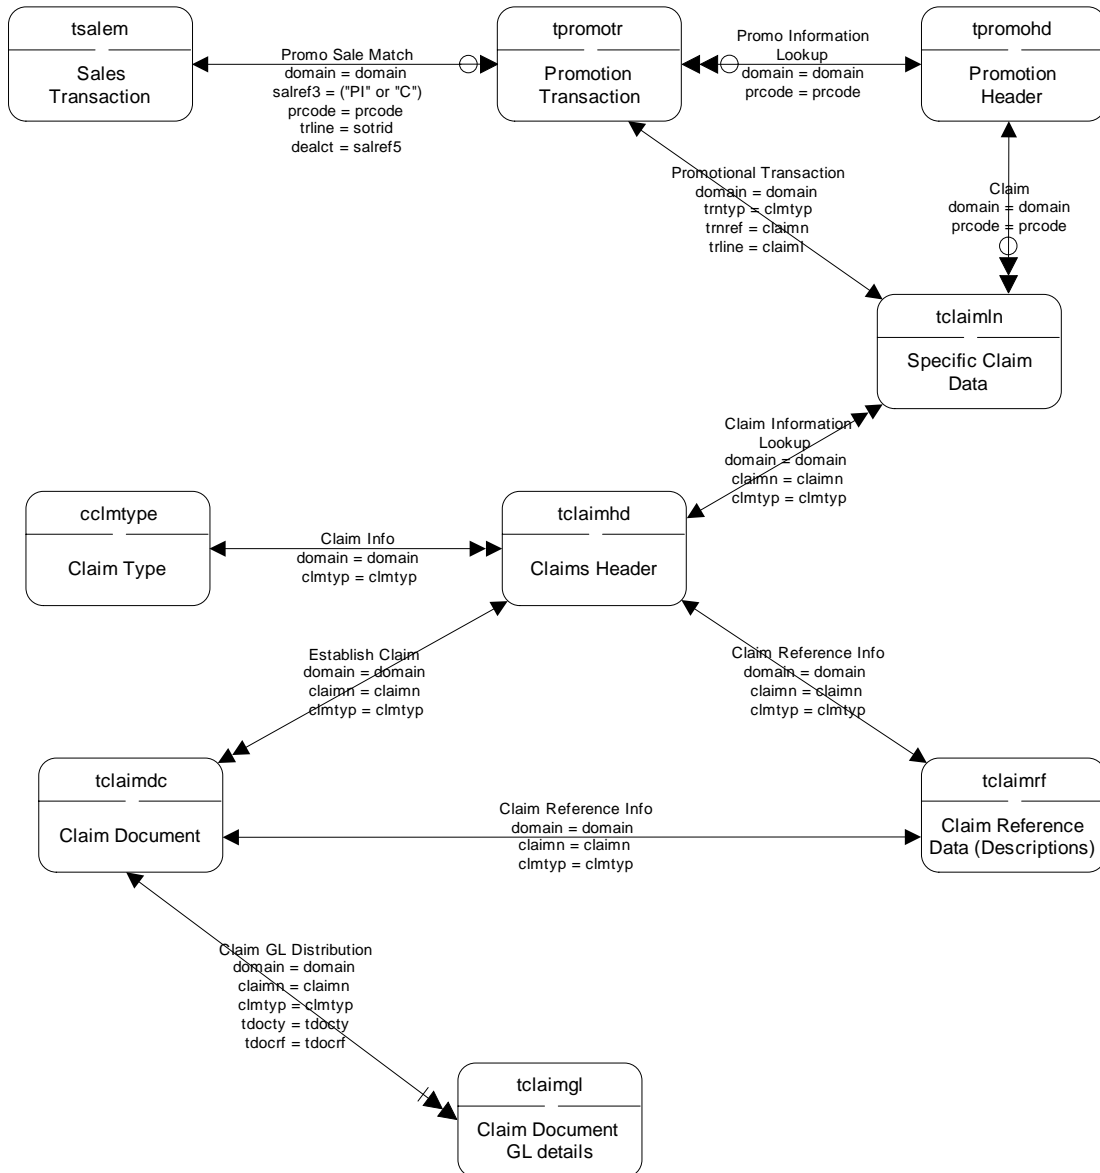 tsalem
Sales
Transaction
Promo Sale Match
domain = domain
salref3 = ("PI" or "C")
prcode = prcode
trline = sotrid
dealct = salref5
tpromotr
Promotion
Transaction
Promo Information
Lookup
domain = domain
prcode = prcode
tpromohd
Promotion
Header
Promotional Transaction
domain = domain
trntyp = clmtyp
trnref = claimn
trline = claiml
Claim
domain = domain
prcode = prcode
tclaimln
Specific Claim
Data
Claim Information
Lookup
domain = domain
claimn = claimn
clmtyp = clmtyp
cclmtype
Claim Type
Claim Info
domain = domain
clmtyp = clmtyp
tclaimhd
Claims Header
Establish Claim
domain = domain
claimn = claimn
clmtyp = clmtyp
Claim Reference Info
domain = domain
claimn = claimn
clmtyp = clmtyp
tclaimdc
Claim Document
Claim Reference Info
domain = domain
claimn = claimn
clmtyp = clmtyp
tclaimrf
Claim Reference
Data (Descriptions)
Claim GL Distribution
domain = domain
claimn = claimn
clmtyp = clmtyp
tdocty = tdocty
tdocrf = tdocrf
tclaimgl
Claim Document
GL details